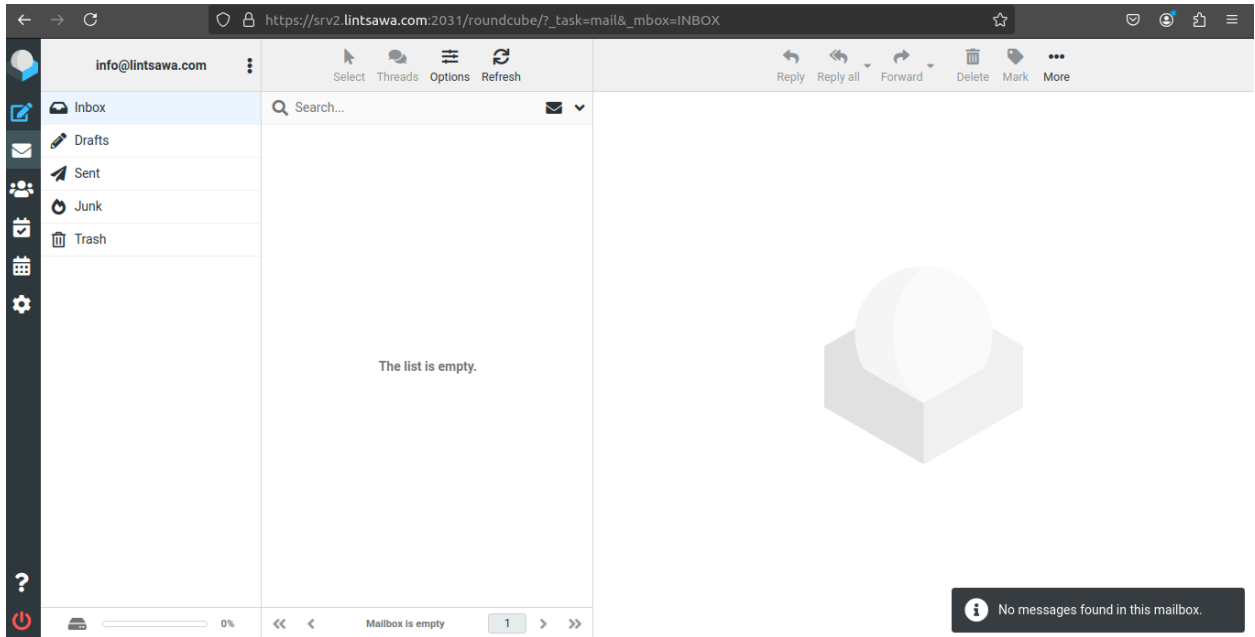 https://srv2.lintsawa.com:2031/roundcube/?_task=mail&_mbox=INBOX
info@lintsawa.com
Select Threads Options Refresh
Reply Reply all Forward Delete Mark More
Inbox
Search...
Drafts
Sent
Junk
Trash
The list is empty.
?
0%
Mailbox is empty 1
No messages found in this mailbox.